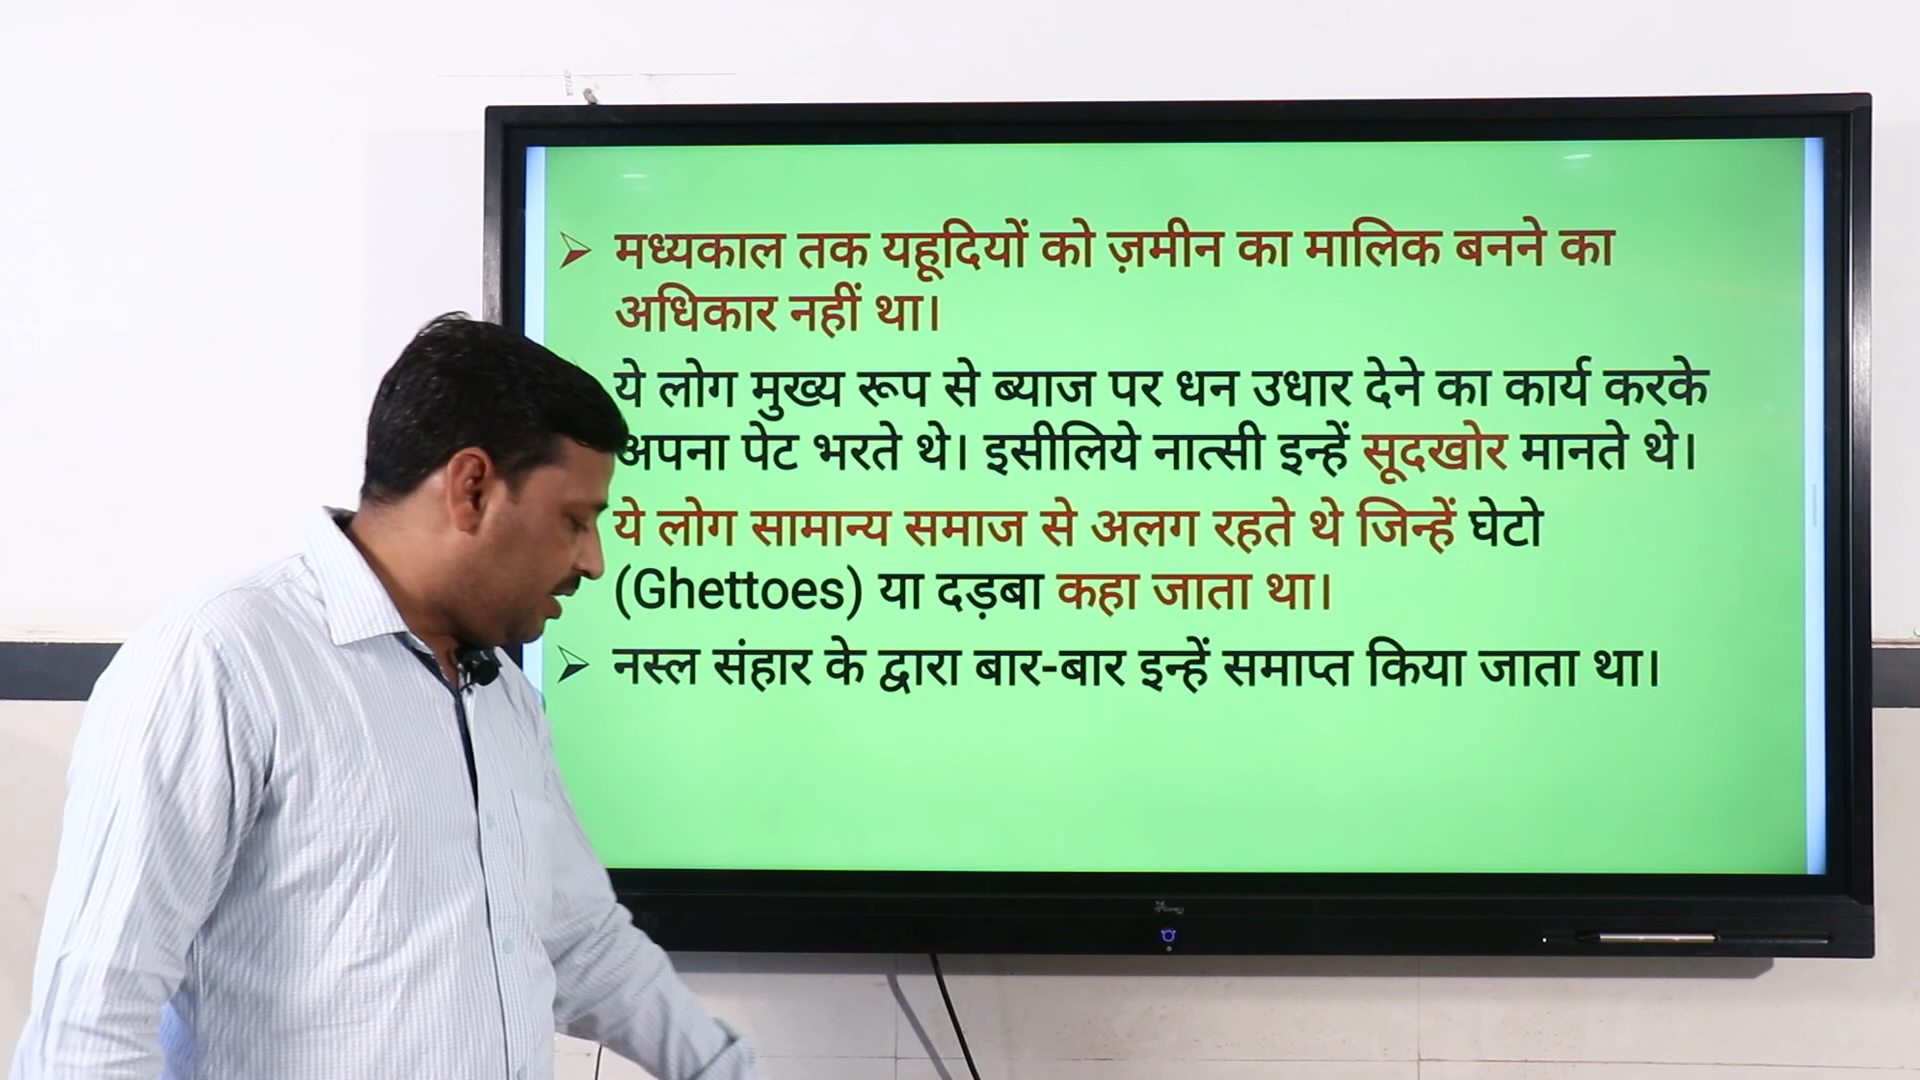 ➢ मध्यकाल तक यहूदियों को ज़मीन का मालिक बनने का
अधिकार नहीं था।
ये लोग मुख्य रूप से ब्याज पर धन उधार देने का कार्य करके
अपना पेट भरते थे। इसीलिये नात्सी इन्हें सूदखोर मानते थे।
ये लोग सामान्य समाज से अलग रहते थे जिन्हें घेटो
(Ghettoes) या दड़बा कहा जाता था।
➢ नस्ल संहार के द्वारा बार-बार इन्हें समाप्त किया जाता था।